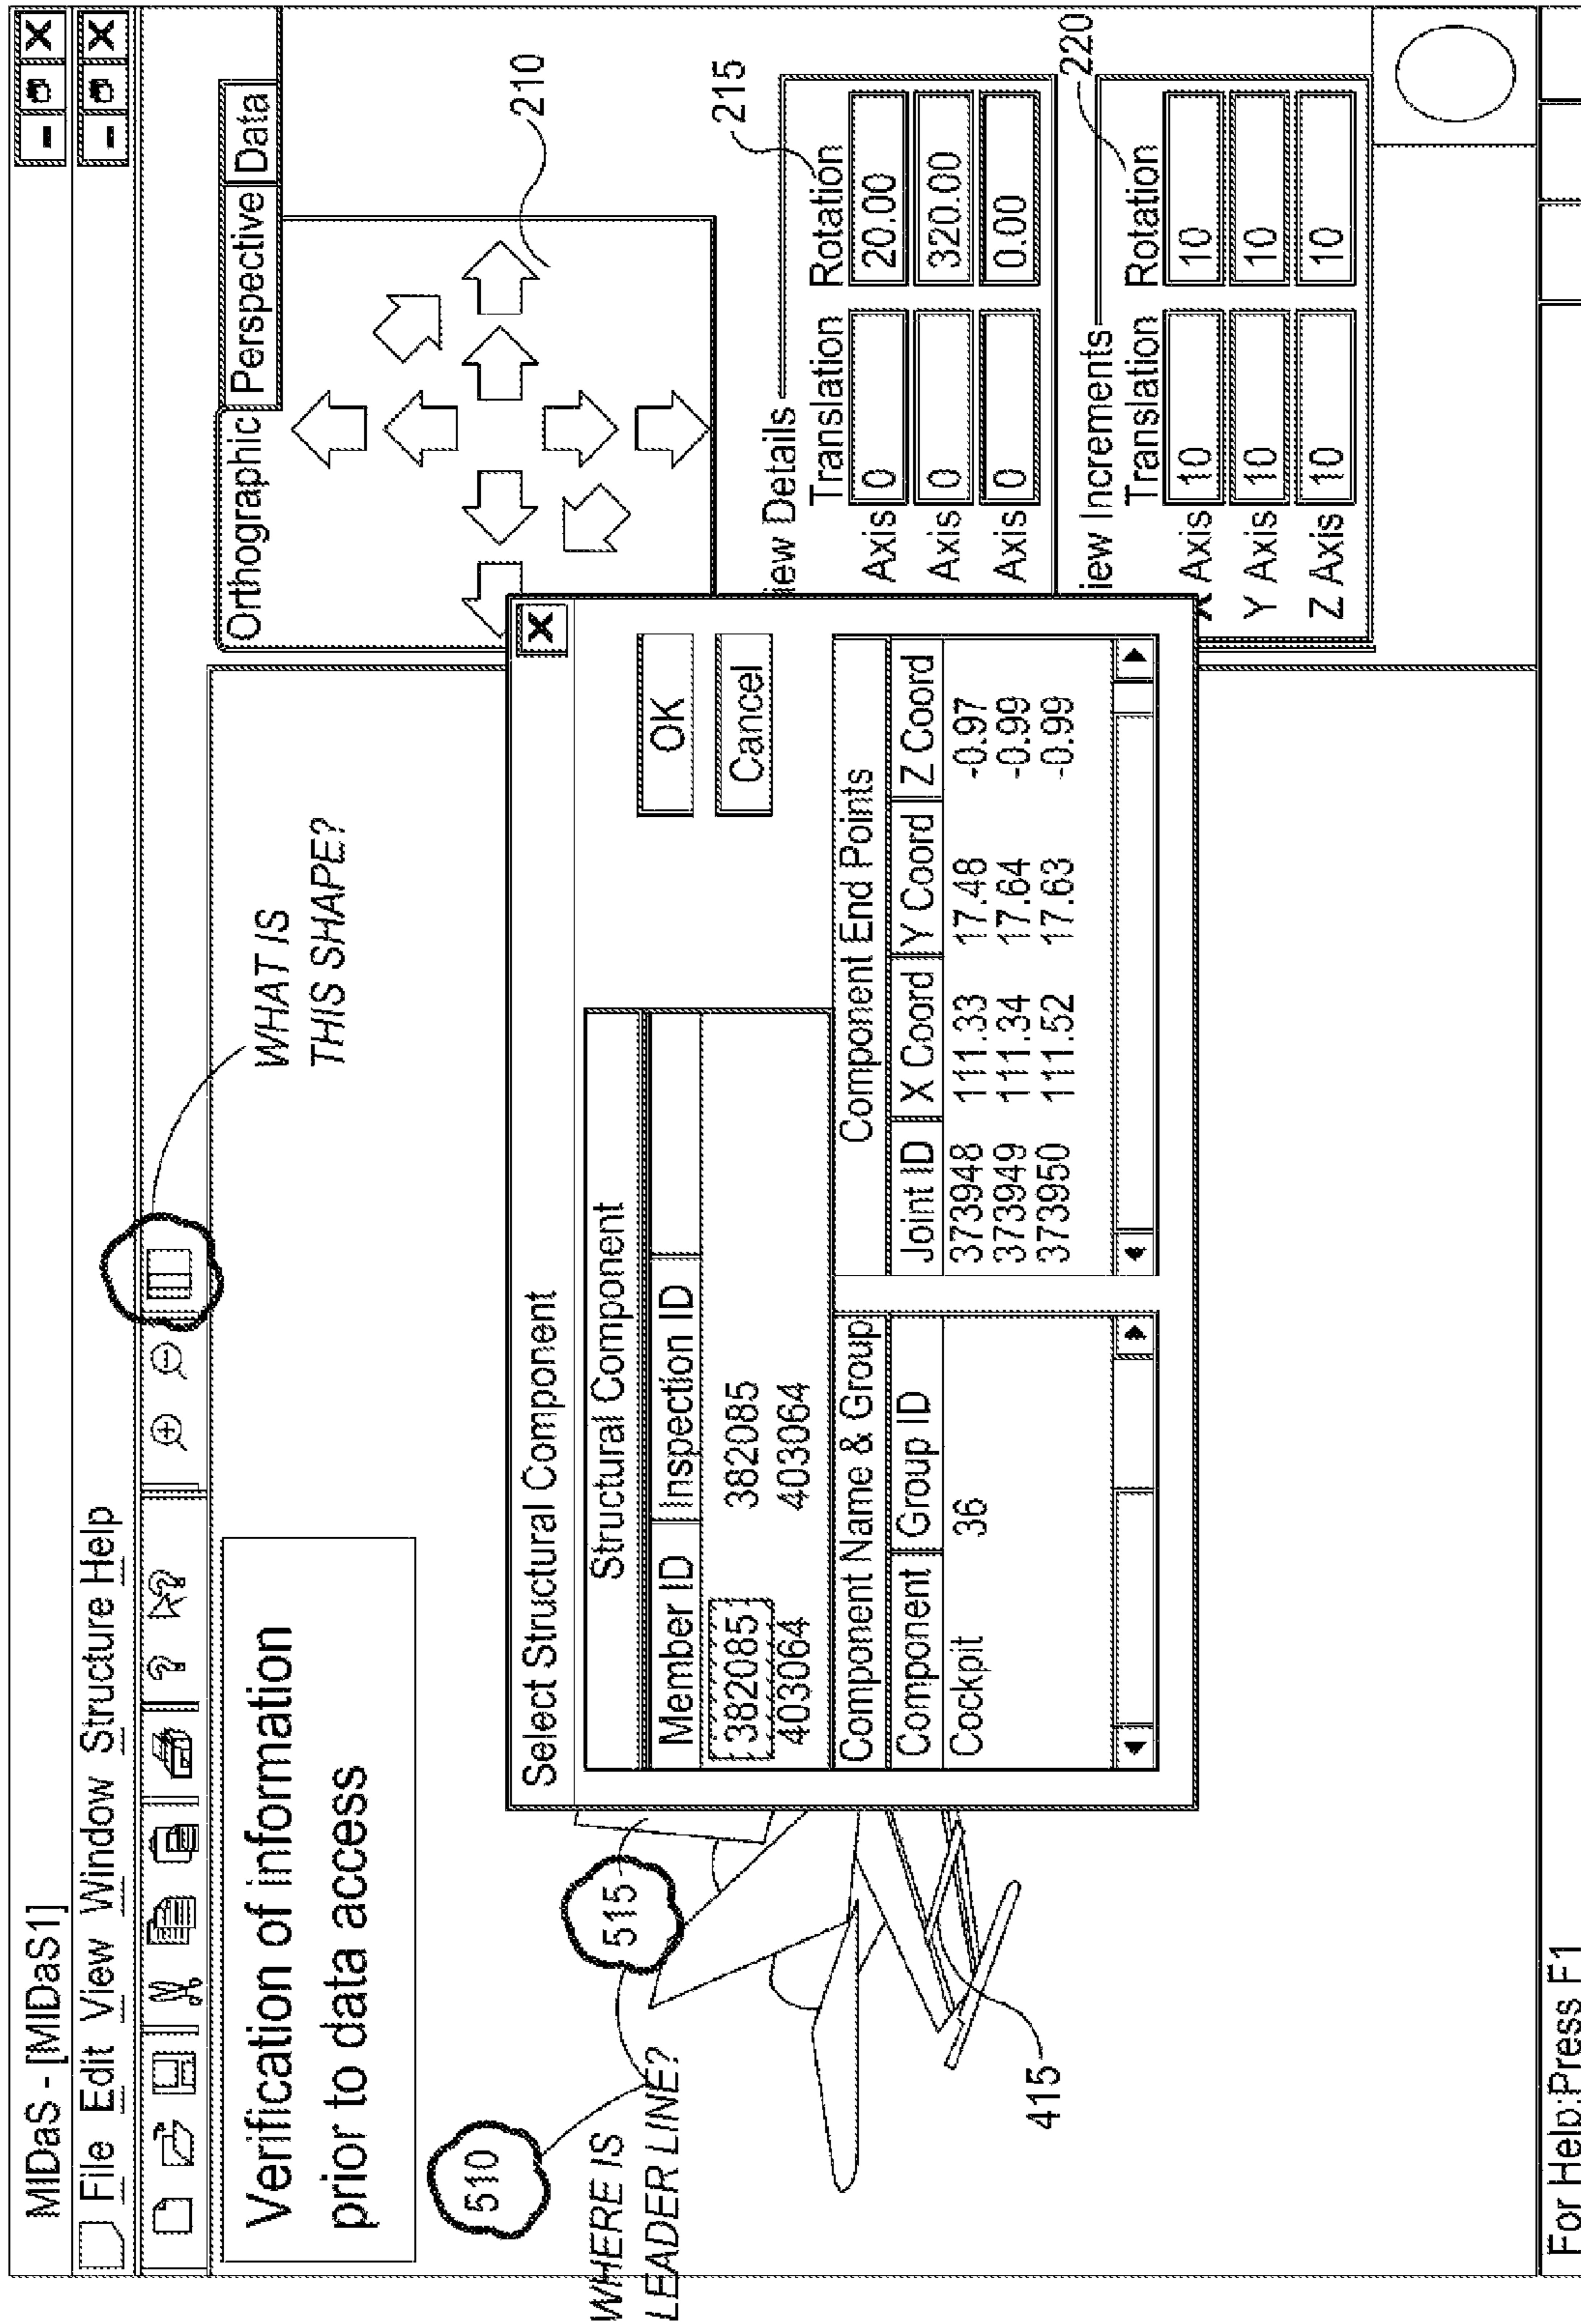 MIDaS - [MIDaS1]
File Edit View Window Structure Help
Verification of information
prior to data access
WHAT IS
THIS SHAPE?
Orthographic Perspective Data
210
510
WHERE IS
LEADER LINE?
515
415
Select Structural Component
Structural Component
Member ID Inspection ID
382085 382085
403064 403064
OK
Cancel
Component Name & Group
Component Group ID
Cockpit 36
Component End Points
Joint ID X Coord Y Coord Z Coord
373948 111.33 17.48 -0.97
373949 111.34 17.64 -0.99
373950 111.52 17.63 -0.99
iew Details
215
Translation Rotation
Axis 0 20.00
Axis 0 320.00
Axis 0 0.00
iew Increments
220
Translation Rotation
X Axis 10 10
Y Axis 10 10
Z Axis 10 10
For Help:Press F1